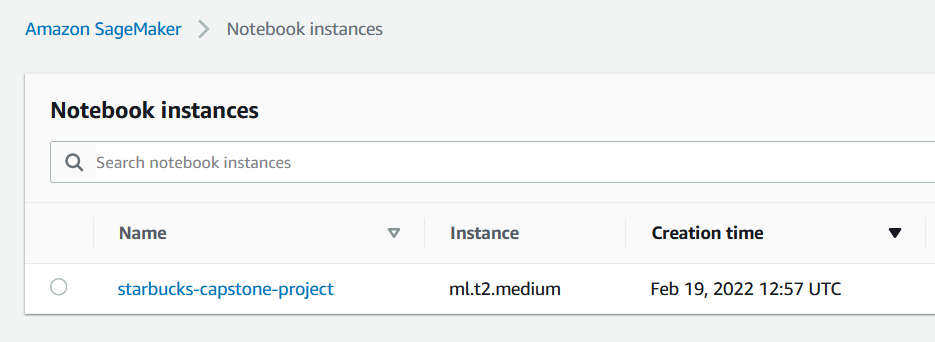 Amazon SageMaker > Notebook instances
Notebook instances
Search notebook instances
Name Instance Creation time
starbucks-capstone-project ml.t2.medium Feb 19, 2022 12:57 UTC